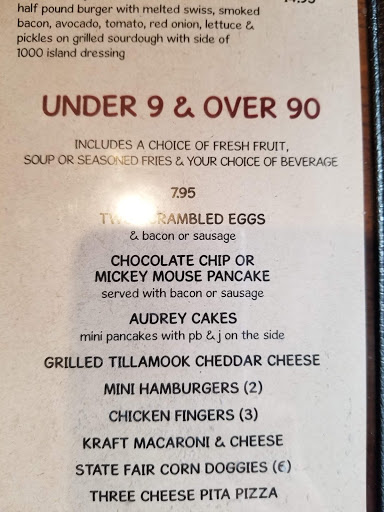 half pound burger with melted swiss, smoked
bacon, avocado, tomato, red onion, lettuce &
pickles on grilled sourdough with side of
1000 island dressing
UNDER 9 & OVER 90
INCLUDES A CHOICE OF FRESH FRUIT,
SOUP OR SEASONED FRIES & YOUR CHOICE OF BEVERAGE
7.95
TWO SCRAMBLED EGGS
& bacon or sausage
CHOCOLATE CHIP OR
MICKEY MOUSE PANCAKE
served with bacon or sausage
AUDREY CAKES
mini pancakes with pb & j on the side
GRILLED TILLAMOOK CHEDDAR CHEESE
MINI HAMBURGERS (2)
CHICKEN FINGERS (3)
KRAFT MACARONI & CHEESE
STATE FAIR CORN DOGGIES (6)
THREE CHEESE PITA PIZZA